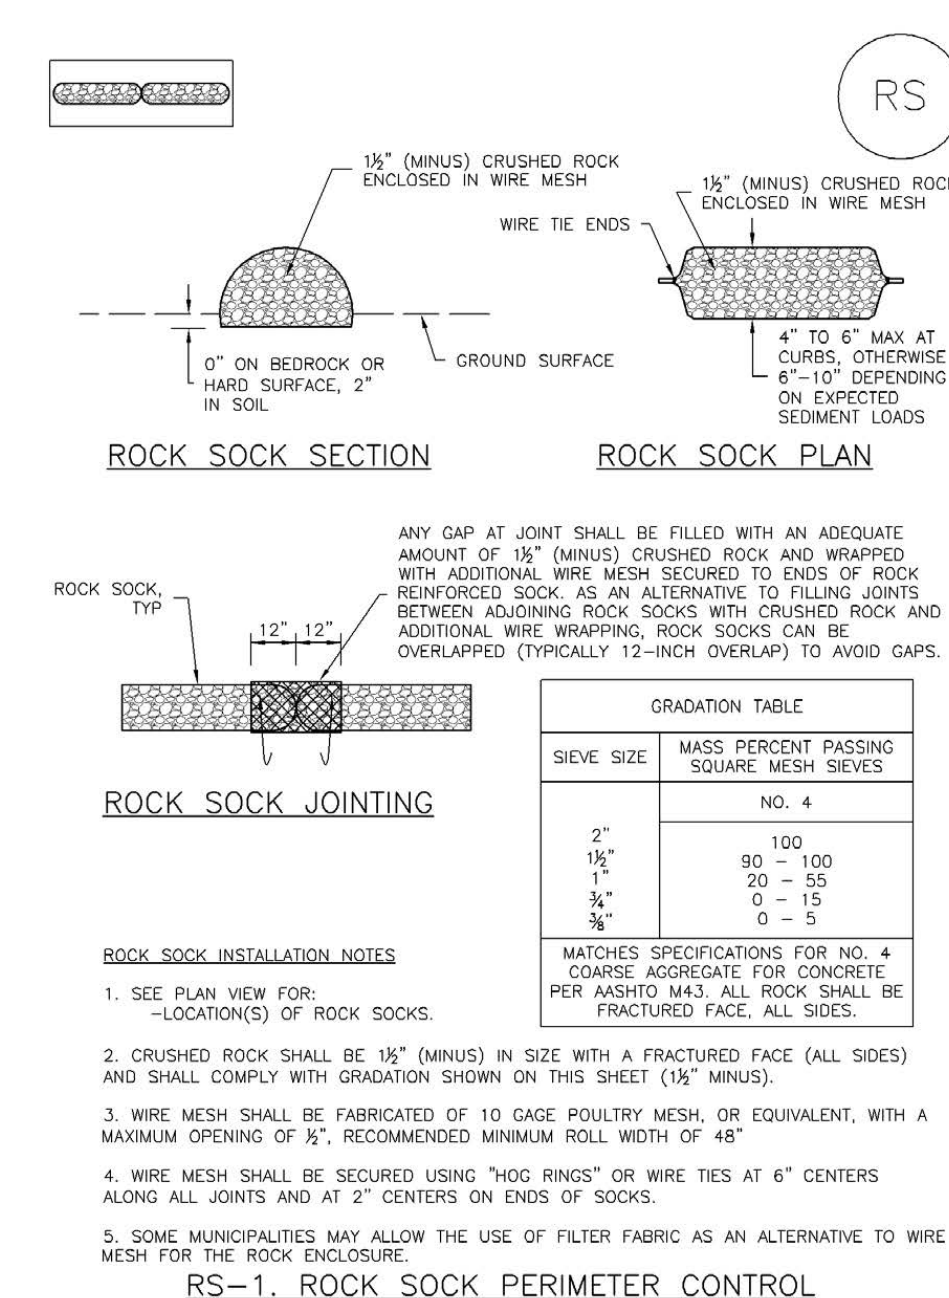 RS
1½" (MINUS) CRUSHED ROCK
ENCLOSED IN WIRE MESH
1½" (MINUS) CRUSHED ROC
ENCLOSED IN WIRE MESH
WIRE TIE ENDS
0" ON BEDROCK OR
HARD SURFACE, 2"
IN SOIL
GROUND SURFACE
4" TO 6" MAX AT
CURBS, OTHERWISE
6"-10" DEPENDING
ON EXPECTED
SEDIMENT LOADS
ROCK SOCK SECTION
ROCK SOCK PLAN
ANY GAP AT JOINT SHALL BE FILLED WITH AN ADEQUATE
AMOUNT OF 1½" (MINUS) CRUSHED ROCK AND WRAPPED
WITH ADDITIONAL WIRE MESH SECURED TO ENDS OF ROCK
REINFORCED SOCK. AS AN ALTERNATIVE TO FILLING JOINTS
BETWEEN ADJOINING ROCK SOCKS WITH CRUSHED ROCK AND
ADDITIONAL WIRE WRAPPING, ROCK SOCKS CAN BE
OVERLAPPED (TYPICALLY 12-INCH OVERLAP) TO AVOID GAPS.
ROCK SOCK,
TYP
12" 12"
ROCK SOCK JOINTING
GRADATION TABLE
SIEVE SIZE
MASS PERCENT PASSING
SQUARE MESH SIEVES
NO. 4
2" 100
1½" 90 - 100
1" 20 - 55
¾" 0 - 15
⅜" 0 - 5
MATCHES SPECIFICATIONS FOR NO. 4
COARSE AGGREGATE FOR CONCRETE
PER AASHTO M43. ALL ROCK SHALL BE
FRACTURED FACE, ALL SIDES.
ROCK SOCK INSTALLATION NOTES
1. SEE PLAN VIEW FOR:
-LOCATION(S) OF ROCK SOCKS.
2. CRUSHED ROCK SHALL BE 1½" (MINUS) IN SIZE WITH A FRACTURED FACE (ALL SIDES)
AND SHALL COMPLY WITH GRADATION SHOWN ON THIS SHEET (1½" MINUS).
3. WIRE MESH SHALL BE FABRICATED OF 10 GAGE POULTRY MESH, OR EQUIVALENT, WITH A
MAXIMUM OPENING OF ½", RECOMMENDED MINIMUM ROLL WIDTH OF 48"
4. WIRE MESH SHALL BE SECURED USING "HOG RINGS" OR WIRE TIES AT 6" CENTERS
ALONG ALL JOINTS AND AT 2" CENTERS ON ENDS OF SOCKS.
5. SOME MUNICIPALITIES MAY ALLOW THE USE OF FILTER FABRIC AS AN ALTERNATIVE TO WIRE
MESH FOR THE ROCK ENCLOSURE.
RS-1. ROCK SOCK PERIMETER CONTROL